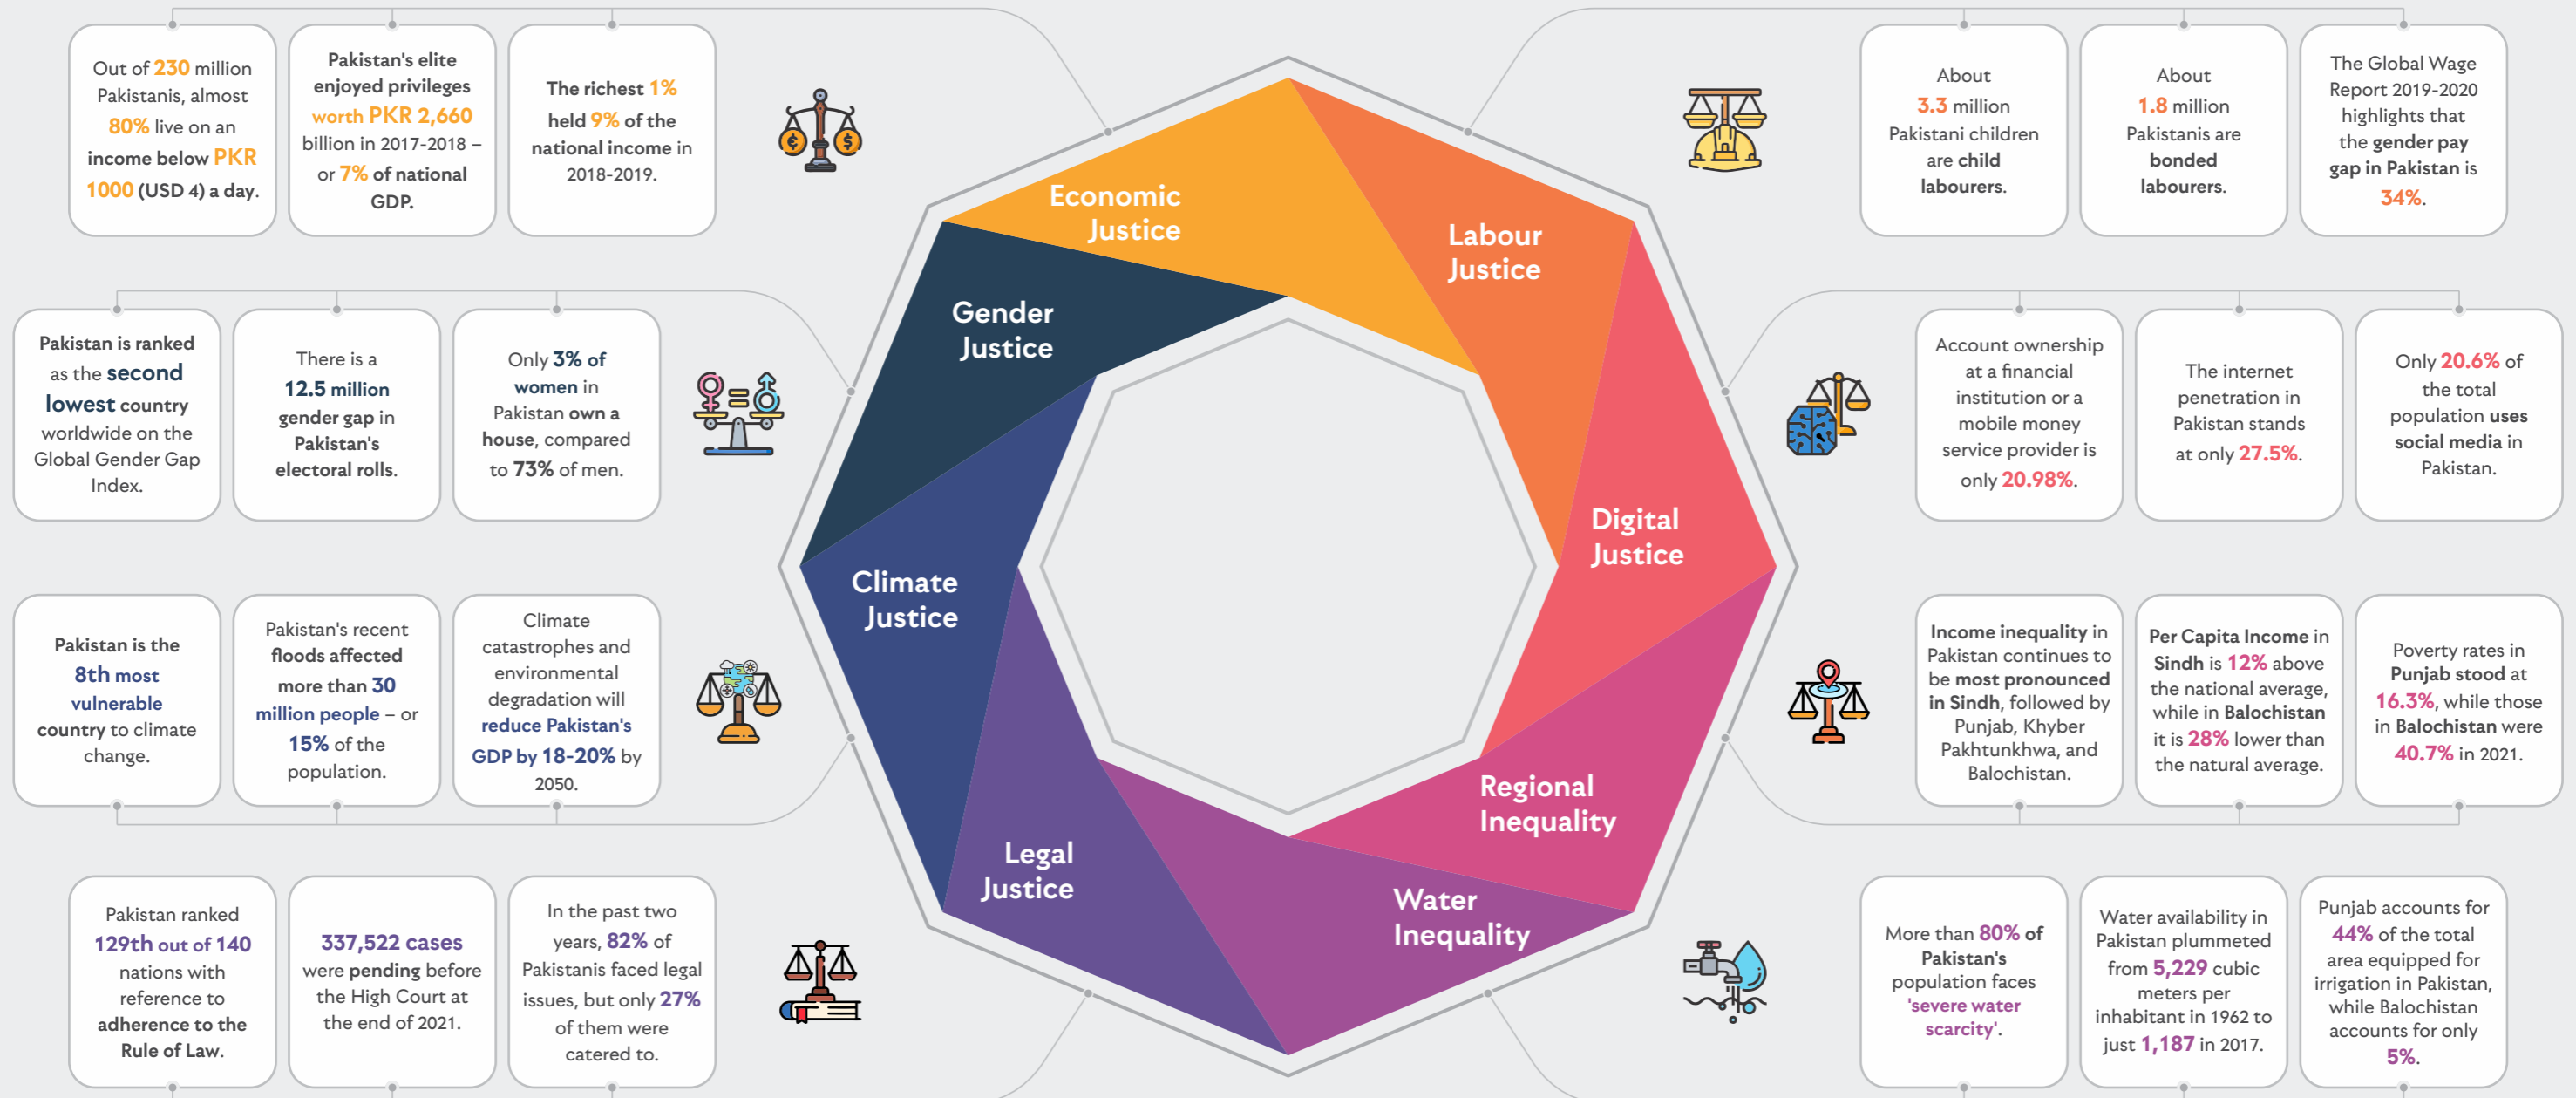 Out of 230 million
Pakistanis, almost
80% live on an
income below PKR
1000 (USD 4) a day.
Pakistan's elite
enjoyed privileges
worth PKR 2,660
billion in 2017-2018 –
or 7% of national
GDP.
The richest 1%
held 9% of the
national income in
2018-2019.
Economic
Justice
Labour
Justice
About
3.3 million
Pakistani children
are child
labourers.
About
1.8 million
Pakistanis are
bonded
labourers.
The Global Wage
Report 2019-2020
highlights that
the gender pay
gap in Pakistan is
34%.
Pakistan is ranked
as the second
lowest country
worldwide on the
Global Gender Gap
Index.
There is a
12.5 million
gender gap in
Pakistan's
electoral rolls.
Only 3% of
women in
Pakistan own a
house, compared
to 73% of men.
Gender
Justice
Digital
Justice
Account ownership
at a financial
institution or a
mobile money
service provider is
only 20.98%.
The internet
penetration in
Pakistan stands
at only 27.5%.
Only 20.6% of
the total
population uses
social media in
Pakistan.
Pakistan is the
8th most
vulnerable
country to climate
change.
Pakistan's recent
floods affected
more than 30
million people – or
15% of the
population.
Climate
catastrophes and
environmental
degradation will
reduce Pakistan's
GDP by 18-20% by
2050.
Climate
Justice
Regional
Inequality
Income inequality in
Pakistan continues to
be most pronounced
in Sindh, followed by
Punjab, Khyber
Pakhtunkhwa, and
Balochistan.
Per Capita Income in
Sindh is 12% above
the national average,
while in Balochistan
it is 28% lower than
the natural average.
Poverty rates in
Punjab stood at
16.3%, while those
in Balochistan were
40.7% in 2021.
Pakistan ranked
129th out of 140
nations with
reference to
adherence to the
Rule of Law.
337,522 cases
were pending before
the High Court at
the end of 2021.
In the past two
years, 82% of
Pakistanis faced legal
issues, but only 27%
of them were
catered to.
Legal
Justice
Water
Inequality
More than 80% of
Pakistan's
population faces
'severe water
scarcity'.
Water availability in
Pakistan plummeted
from 5,229 cubic
meters per
inhabitant in 1962 to
just 1,187 in 2017.
Punjab accounts for
44% of the total
area equipped for
irrigation in Pakistan,
while Balochistan
accounts for only
5%.